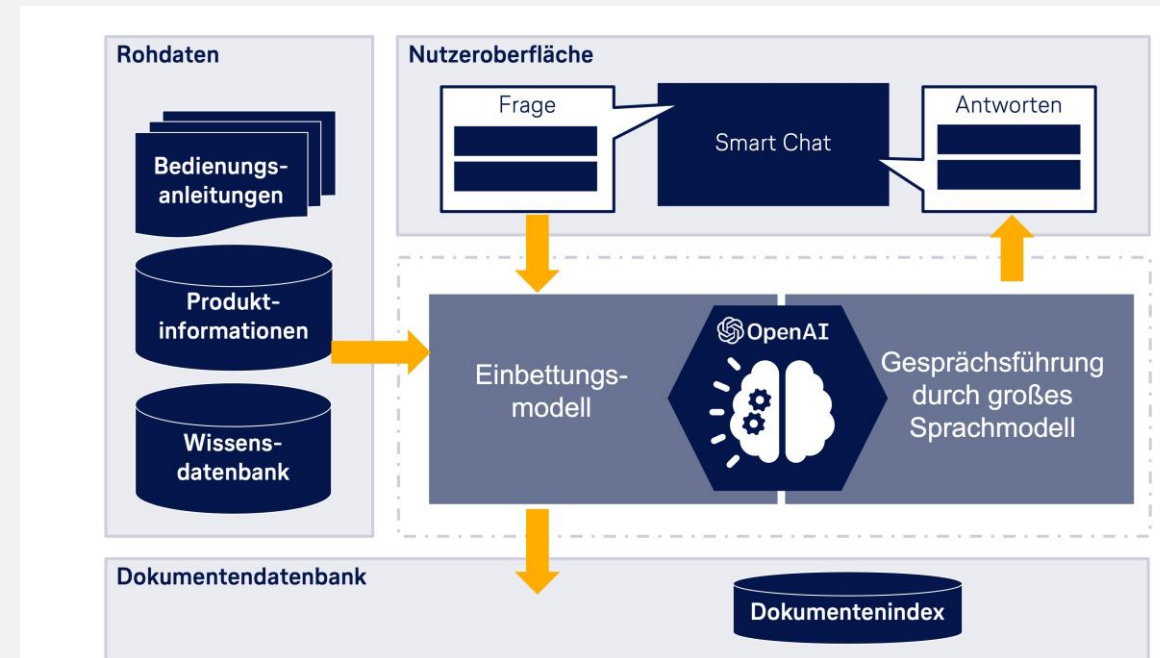 Rohdaten
Bedienungs-
anleitungen
Produkt-
informationen
Wissens-
datenbank
Nutzeroberfläche
Frage
Smart Chat
Antworten
Einbettungs-
modell
OpenAI
Gesprächsführung
durch großes
Sprachmodell
Dokumentendatenbank
Dokumentenindex